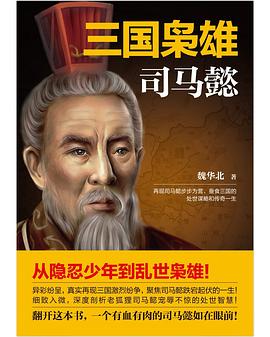 三国枭雄
司马懿
魏华北 著
再现司马懿步步为营、蚕食三国的
处世谋略和传奇一生
从隐忍少年到乱世枭雄!
异彩纷呈,真实再现三国激烈纷争,聚焦司马懿跌宕起伏的一生!
细致入微,深度剖析老狐狸司马懿宠辱不惊的处世智慧!
翻开这本书,一个有血有肉的司马懿如在眼前!